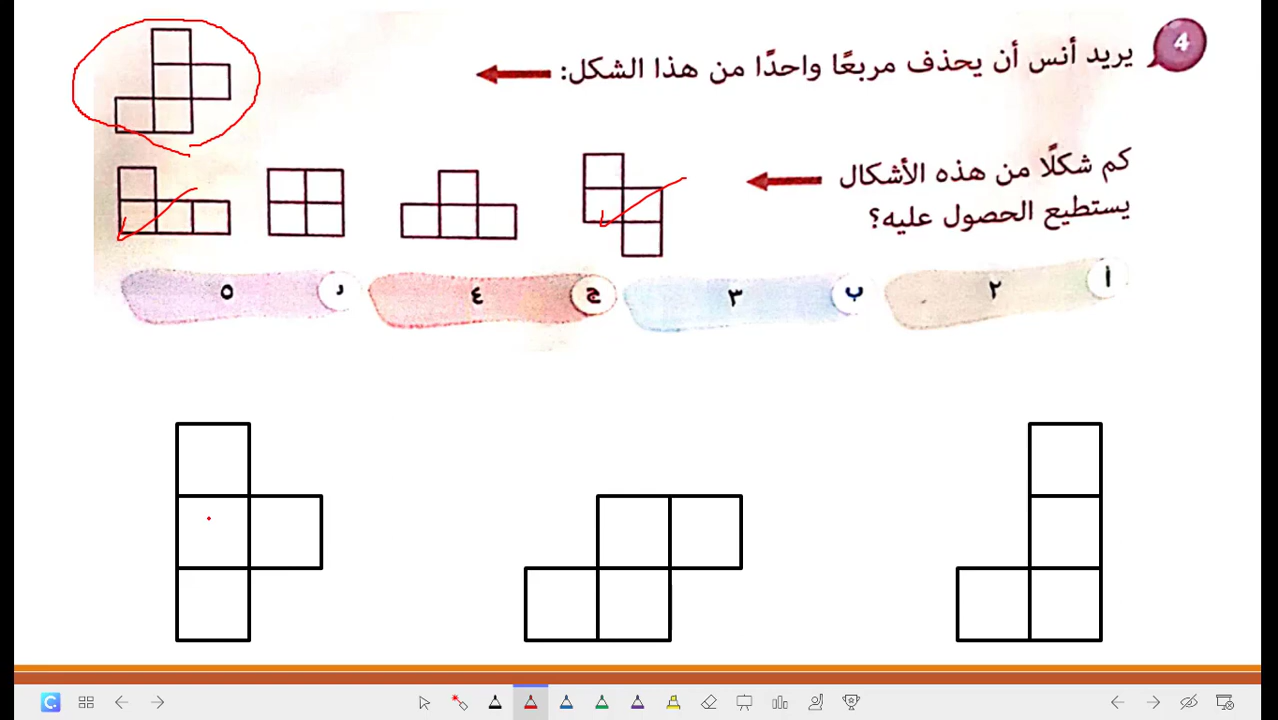 4
يريد أنس أن يحذف مربعًا واحدًا من هذا الشكل:
كم شكلًا من هذه الأشكال
يستطيع الحصول عليه؟
أ ٢ ب ٣ ج ٤ د ٥